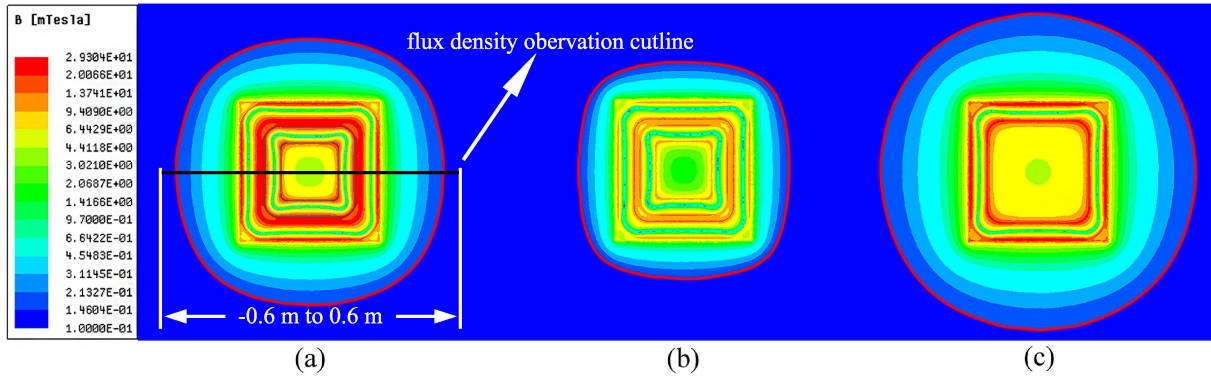 B [mTesla]
2.9304E+01
2.0066E+01
1.3741E+01
9.4090E+00
6.4429E+00
4.4118E+00
3.0210E+00
2.0687E+00
1.4166E+00
9.7000E-01
6.6422E-01
4.5483E-01
3.1145E-01
2.1327E-01
1.4604E-01
1.0000E-01
flux density obervation cutline
-0.6 m to 0.6 m
(a)
(b)
(c)